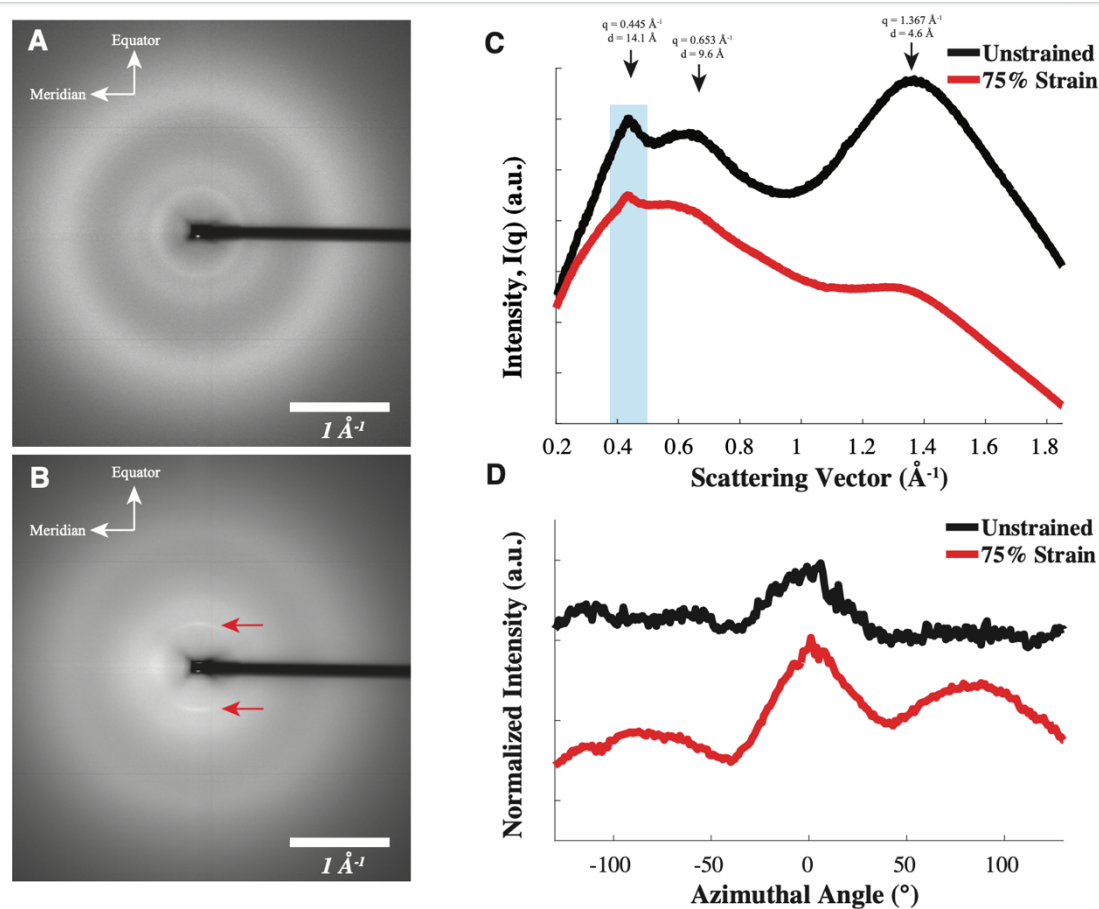 A
Equator
Meridian
1 Å-1
B
Equator
Meridian
1 Å-1
C
q = 0.445 Å-1
d = 14.1 Å
q = 0.653 Å-1
d = 9.6 Å
q = 1.367 Å-1
d = 4.6 Å
Unstrained
75% Strain
Intensity, I(q) (a.u.)
0.2 0.4 0.6 0.8 1 1.2 1.4 1.6 1.8
Scattering Vector (Å-1)
D
Unstrained
75% Strain
Normalized Intensity (a.u.)
-100 -50 0 50 100
Azimuthal Angle (°)